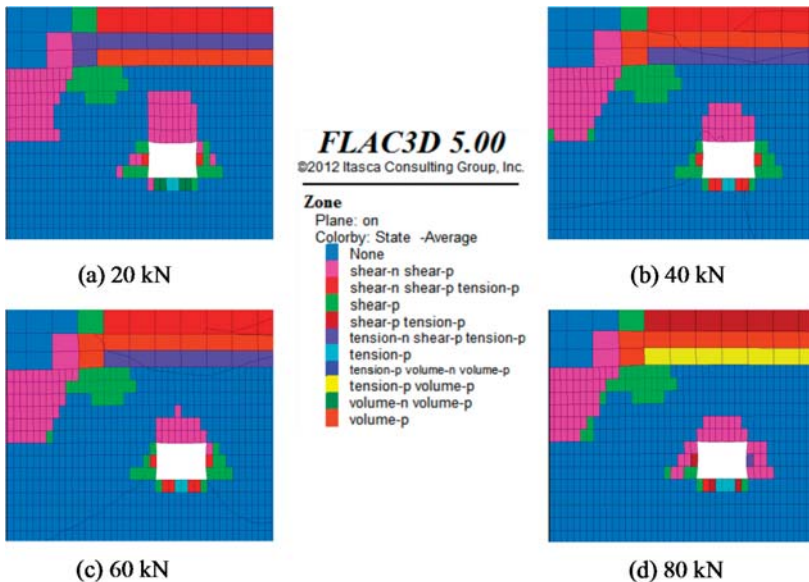 FLAC3D 5.00
©2012 Itasca Consulting Group, Inc.
Zone
Plane: on
Colorby: State -Average
None
shear-n shear-p
shear-n shear-p tension-p
shear-p
shear-p tension-p
tension-n shear-p tension-p
tension-p
tension-p volume-n volume-p
tension-p volume-p
volume-n volume-p
volume-p
(a) 20 kN
(b) 40 kN
(c) 60 kN
(d) 80 kN